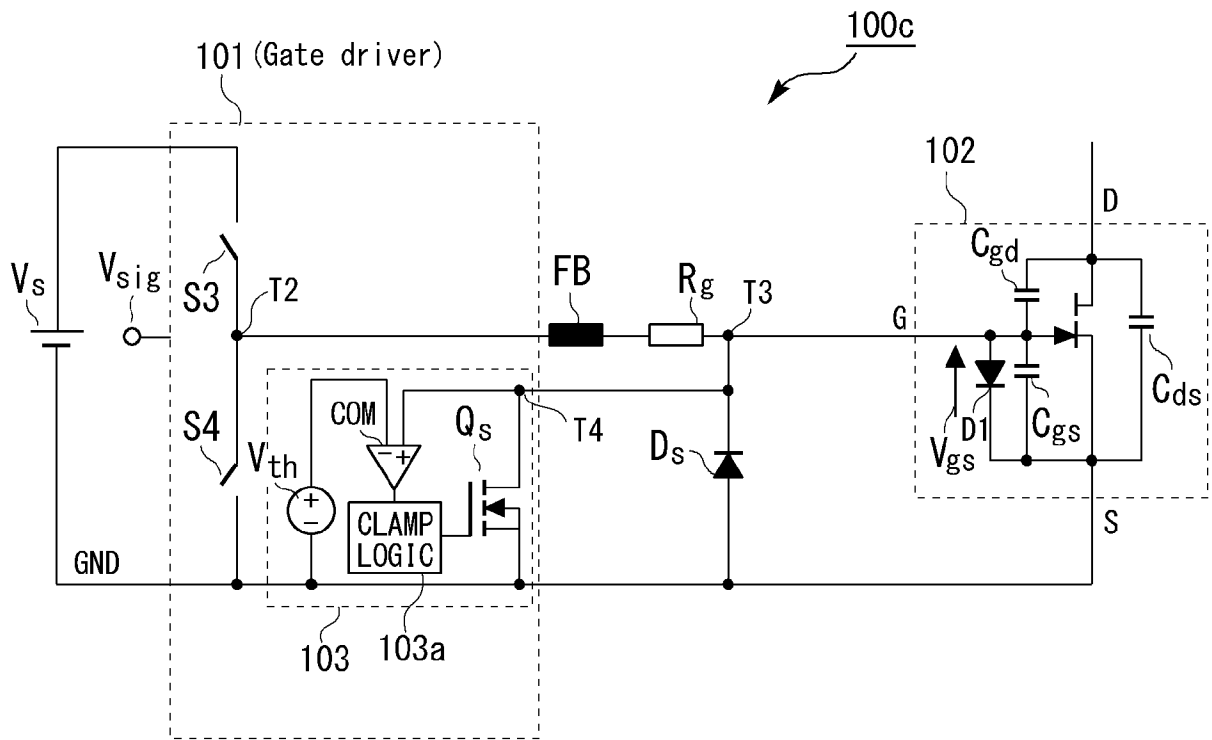 100c
101 (Gate driver)
102
D
Cgd
Vs
Vsig
S3
T2
FB
Rg
T3
G
Cds
S4
COM
- +
Qs
T4
Ds
Vgs
D1
Cgs
Vth
+
-
CLAMP
LOGIC
S
GND
103
103a